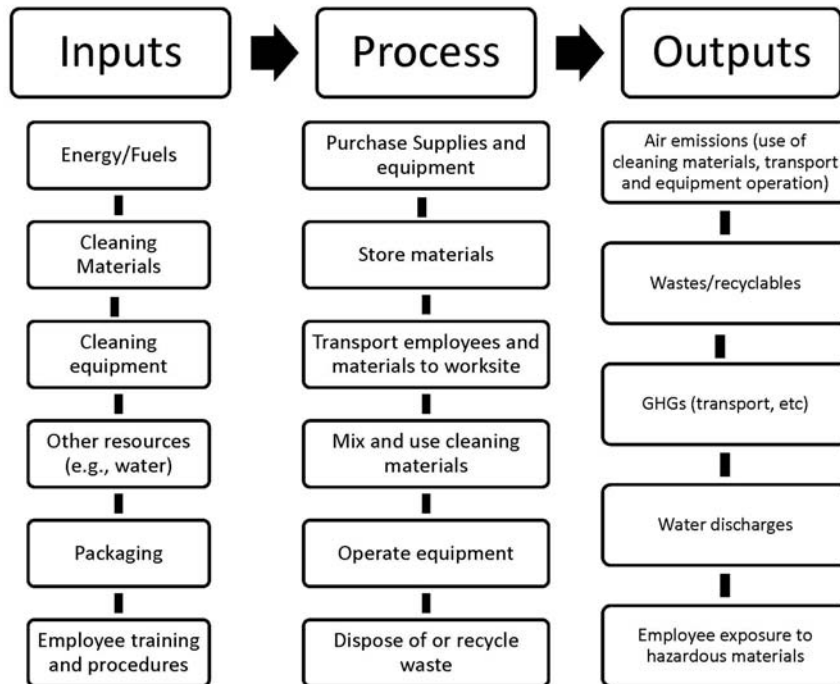 Inputs
Process
Outputs
Energy/Fuels
Cleaning
Materials
Cleaning
equipment
Other resources
(e.g., water)
Packaging
Employee training
and procedures
Purchase Supplies and
equipment
Store materials
Transport employees and
materials to worksite
Mix and use cleaning
materials
Operate equipment
Dispose of or recycle
waste
Air emissions (use of
cleaning materials, transport
and equipment operation)
Wastes/recyclables
GHGs (transport, etc)
Water discharges
Employee exposure to
hazardous materials